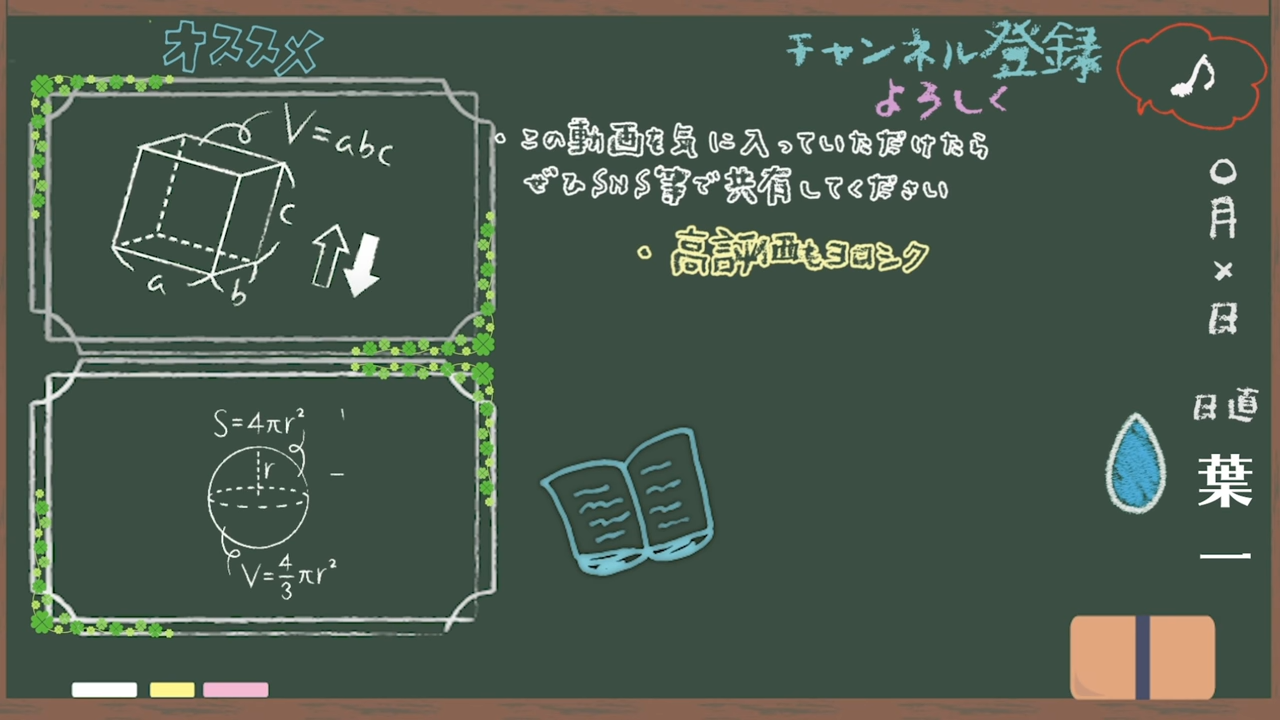 オススメ
V=abc
c
a
b
S=4πr²
r
V=4/3πr²
チャンネル登録
よろしく
・この動画を気に入っていただけたら
ぜひSNS等で共有してください
・高評価もヨロシク
〇月×日
日直
葉一